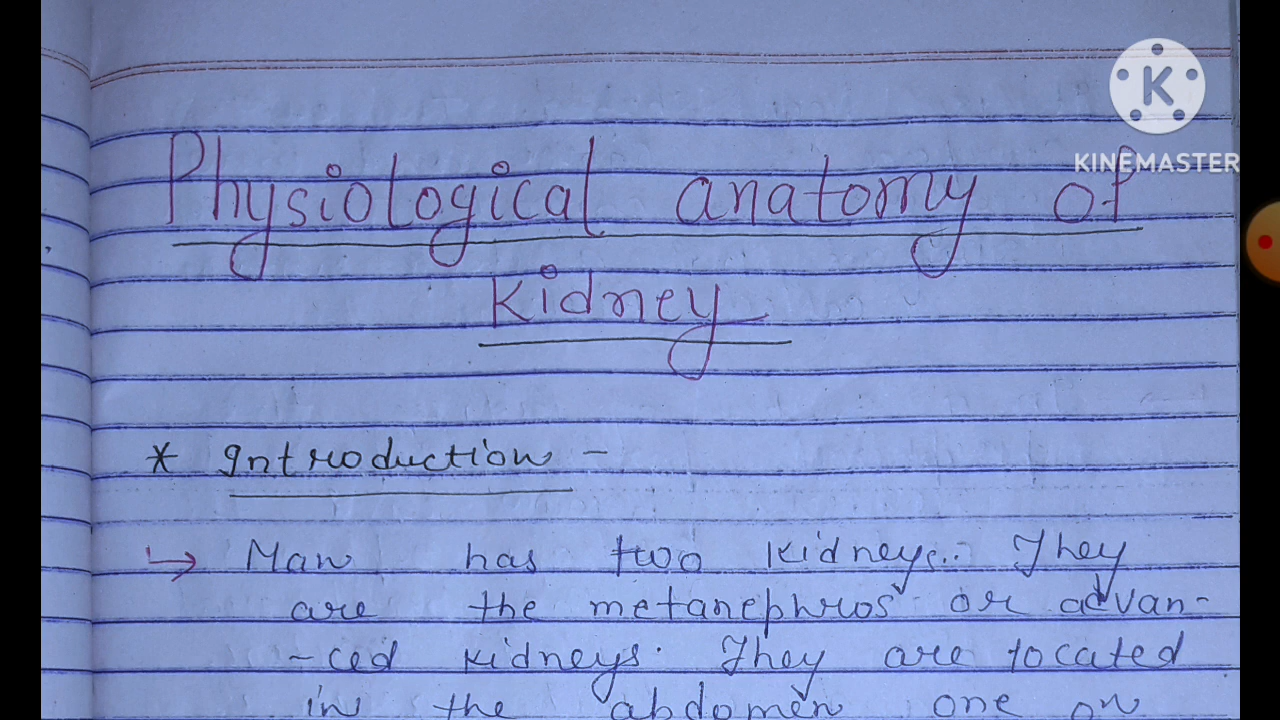 KINEMASTER
Physiological anatomy of
Kidney
* Introduction -
→ Man has two kidneys. They
are the metanephros or advan-
-ced kidneys. They are located
in the abdomen one on